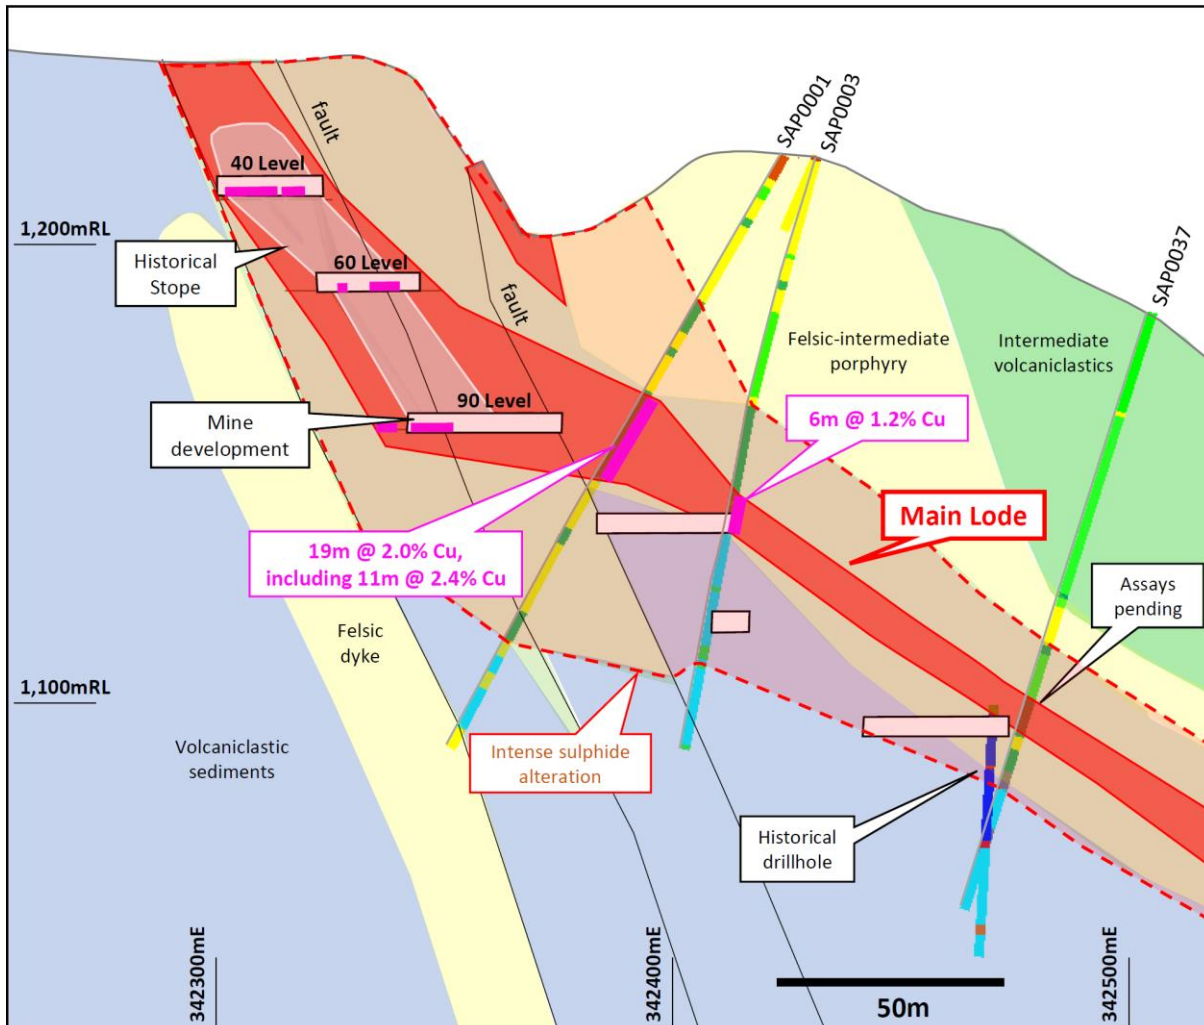 SAP0001
SAP0003
fault
40 Level
1,200mRL
Historical
Stope
60 Level
fault
SAP0037
Felsic-intermediate
porphyry
Intermediate
volcaniclastics
90 Level
Mine
development
6m @ 1.2% Cu
Main Lode
19m @ 2.0% Cu,
including 11m @ 2.4% Cu
Assays
pending
Felsic
dyke
1,100mRL
Volcaniclastic
sediments
Intense sulphide
alteration
Historical
drillhole
342300mE
342400mE
342500mE
50m